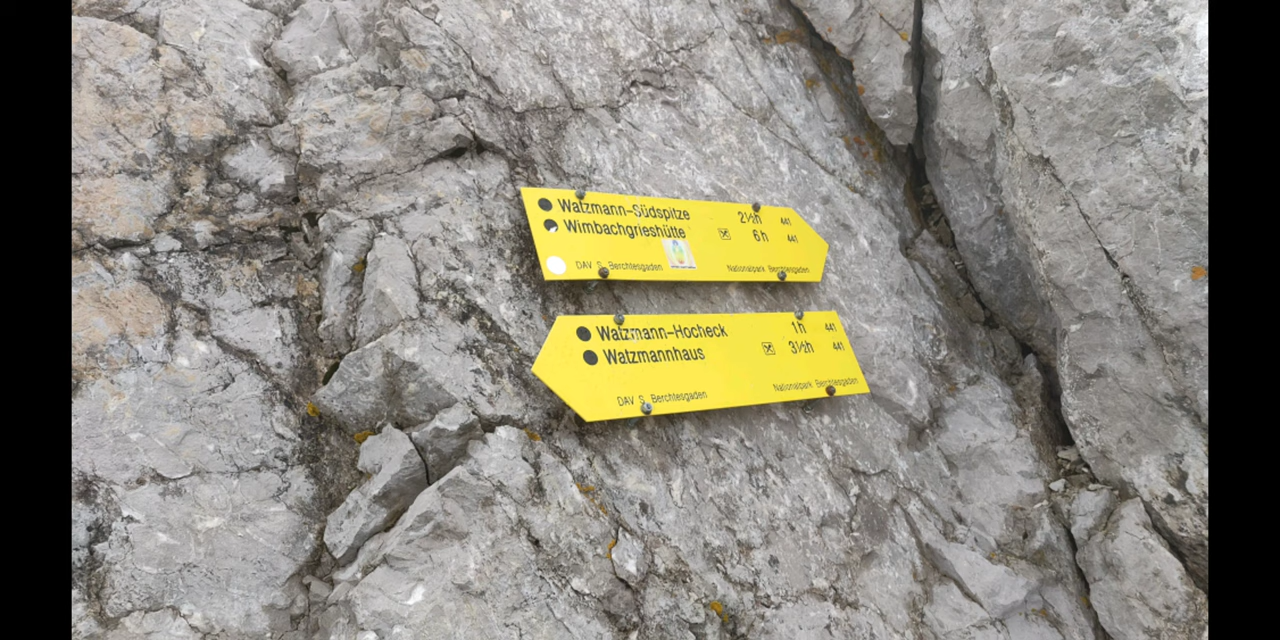 Watzmann-Südspitze 2½h 441
Wimbachgrieshütte 6h 441
DAV S. Berchtesgaden Nationalpark Berchtesgaden
Watzmann-Hocheck 1h 441
Watzmannhaus 3½h 441
DAV S. Berchtesgaden Nationalpark Berchtesgaden